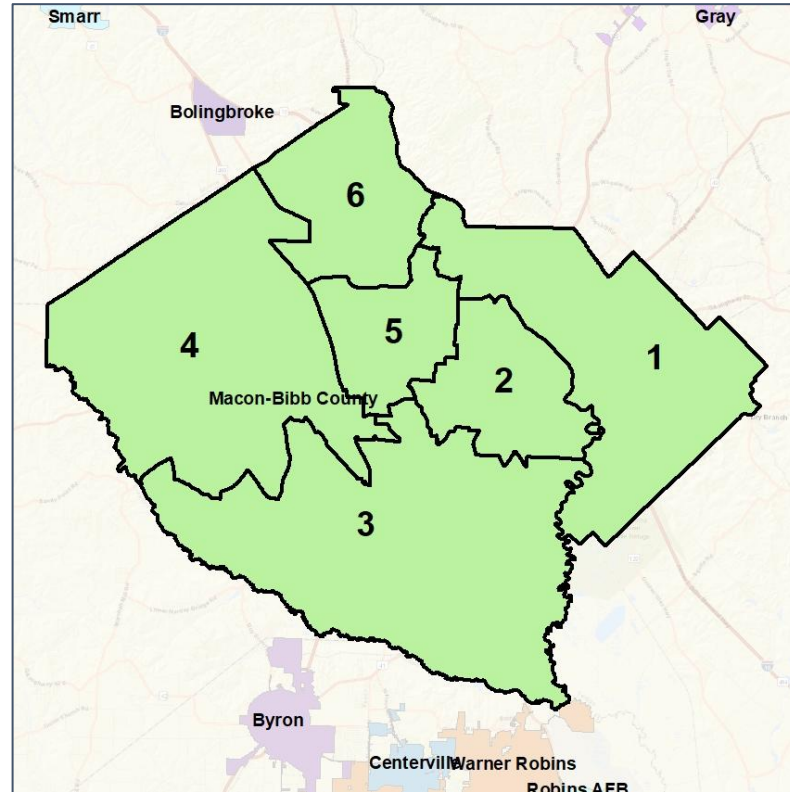 Smarr
Gray
Bolingbroke
6
5
4
1
2
Macon-Bibb County
3
Byron
Centerville
Warner Robins
Robins AFB